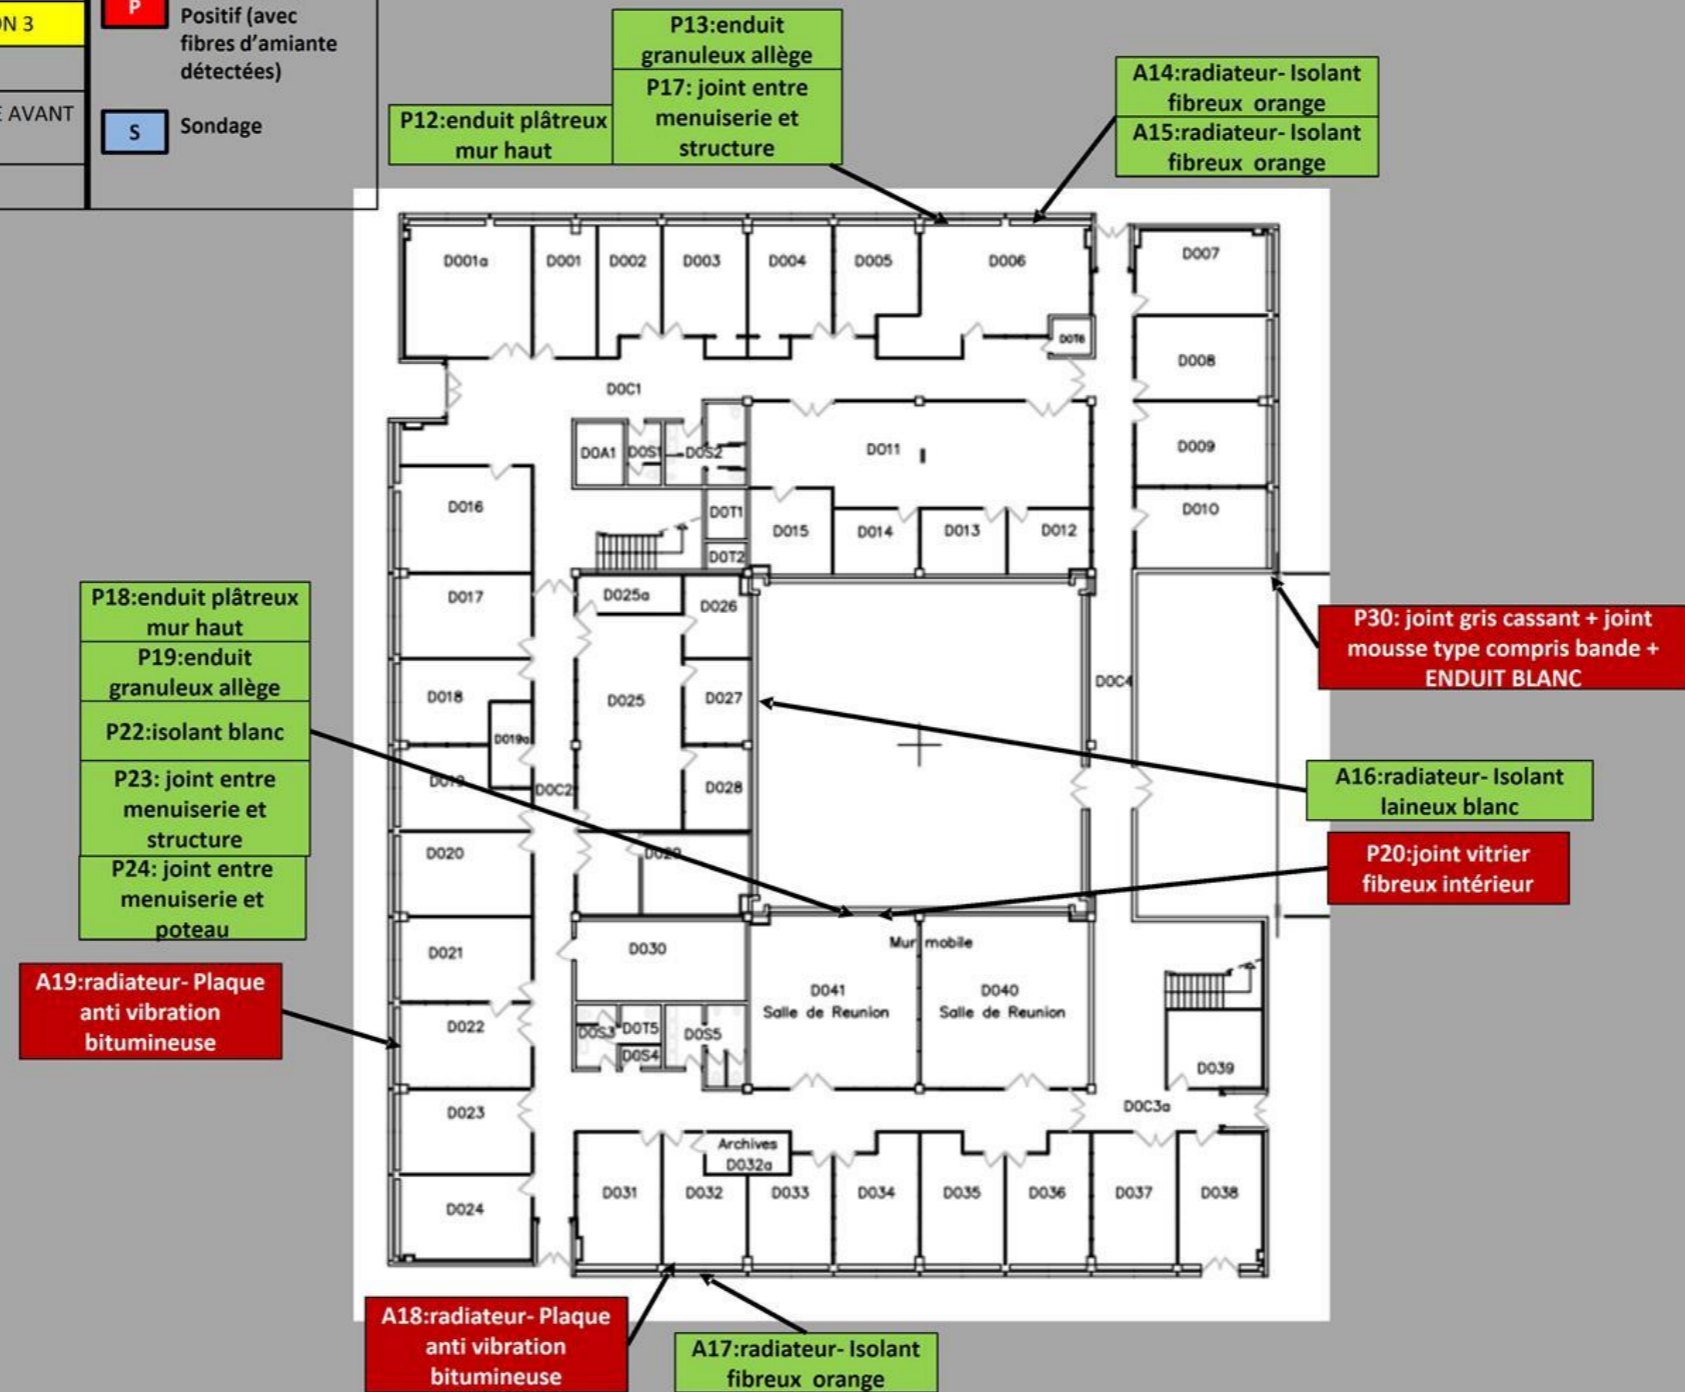 ON 3
E AVANT
P
Positif (avec
fibres d'amiante
détectées)
S
Sondage
P13:enduit
granuleux allège
P17: joint entre
menuiserie et
structure
P12:enduit plâtreux
mur haut
A14:radiateur- Isolant
fibreux orange
A15:radiateur- Isolant
fibreux orange
D001a
D001
D002
D003
D004
D005
D006
D007
D0T6
D008
D0C1
D0A1
D0S1
D0S2
D011
D009
D016
D0T1
D015
D014
D013
D012
D010
D0T2
D017
D025a
D026
P18:enduit plâtreux
mur haut
P19:enduit
granuleux allège
P22:isolant blanc
P23: joint entre
menuiserie et
structure
P24: joint entre
menuiserie et
poteau
P30: joint gris cassant + joint
mousse type compris bande +
ENDUIT BLANC
D018
D025
D027
D0C4
D019a
D019
D0C2
D028
A16:radiateur- Isolant
laineux blanc
D020
D029
P20:joint vitrier
fibreux intérieur
D021
D030
Mur mobile
A19:radiateur- Plaque
anti vibration
bitumineuse
D041
Salle de Reunion
D040
Salle de Reunion
D022
D0S3
D0T5
D0S4
D0S5
D039
D023
D0C3a
Archives
D032a
D024
D031
D032
D033
D034
D035
D036
D037
D038
A18:radiateur- Plaque
anti vibration
bitumineuse
A17:radiateur- Isolant
fibreux orange